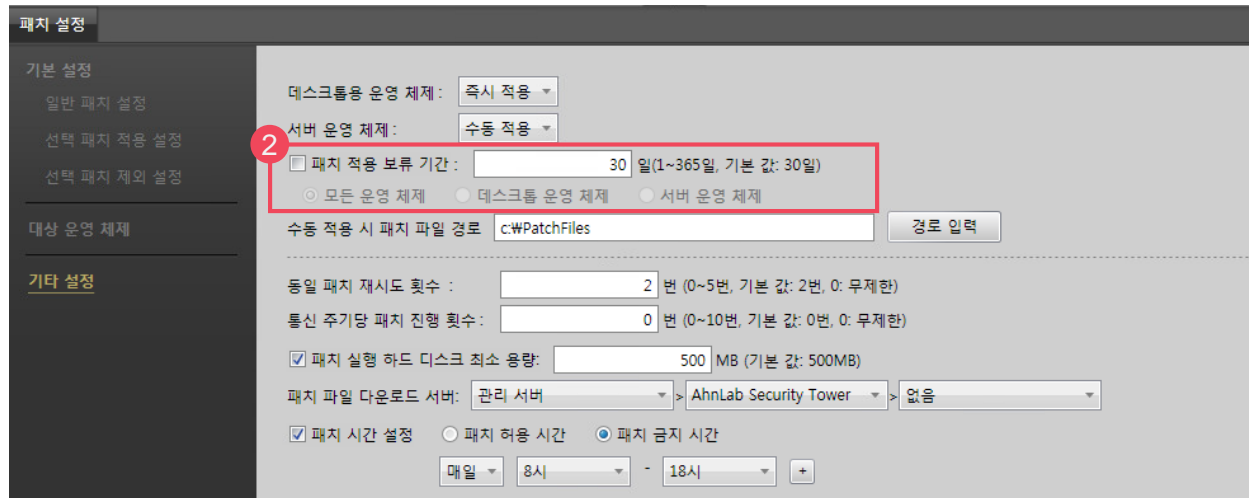 패치 설정
기본 설정
일반 패치 설정
선택 패치 적용 설정
선택 패치 제외 설정
대상 운영 체제
기타 설정
데스크톱용 운영 체제 : 즉시 적용
서버 운영 체제 : 수동 적용
2
패치 적용 보류 기간 : 30 일(1~365일, 기본 값: 30일)
모든 운영 체제 데스크톱 운영 체제 서버 운영 체제
수동 적용 시 패치 파일 경로 c:₩PatchFiles 경로 입력
동일 패치 재시도 횟수 : 2 번 (0~5번, 기본 값: 2번, 0: 무제한)
통신 주기당 패치 진행 횟수 : 0 번 (0~10번, 기본 값: 0번, 0: 무제한)
패치 실행 하드 디스크 최소 용량: 500 MB (기본 값: 500MB)
패치 파일 다운로드 서버: 관리 서버 > AhnLab Security Tower > 없음
패치 시간 설정 패치 허용 시간 패치 금지 시간
매일 8시 - 18시 +